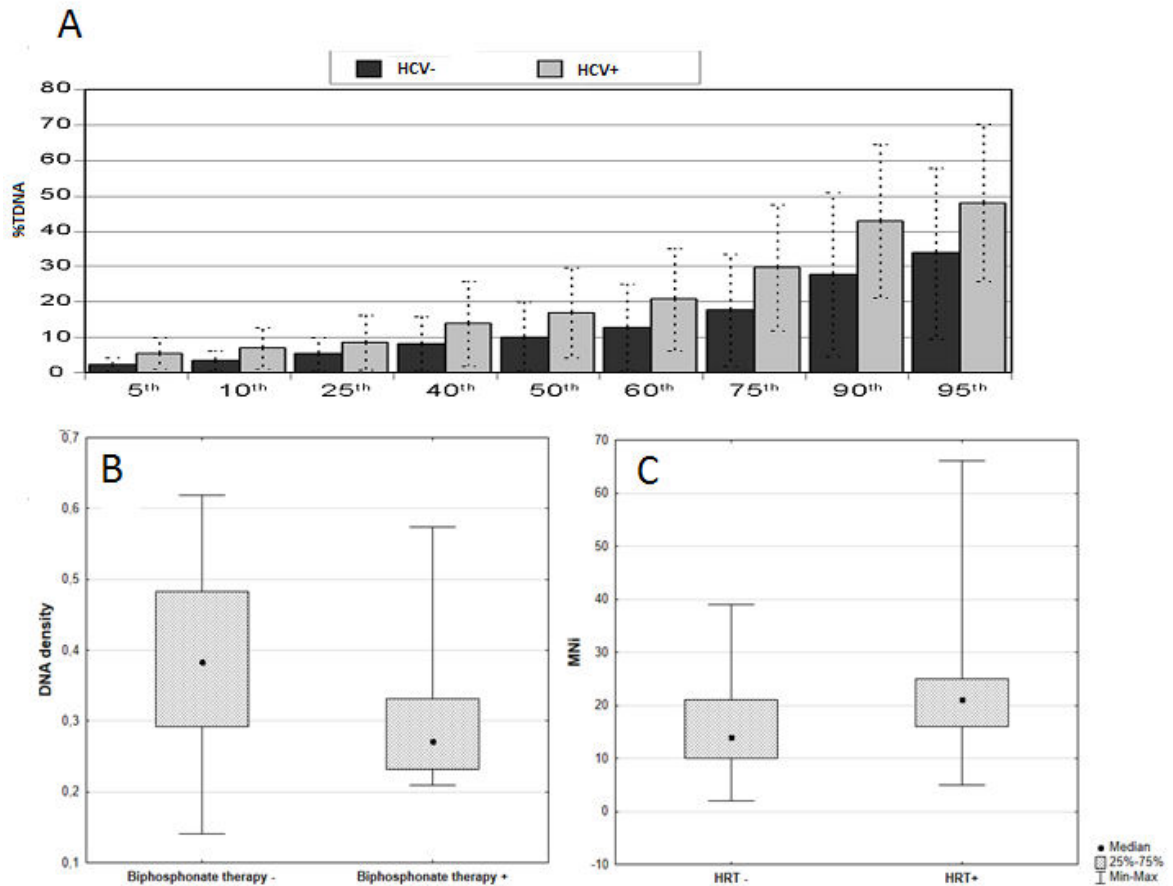 A
HCV- HCV+
%TDNA
80
70
60
50
40
30
20
10
0
5th 10th 25th 40th 50th 60th 75th 90th 95th
B
DNA density
0,7
0,6
0,5
0,4
0,3
0,2
0,1
Biphosphonate therapy - Biphosphonate therapy +
C
MNi
70
60
50
40
30
20
10
0
-10
HRT - HRT+
Median
25%-75%
Min-Max